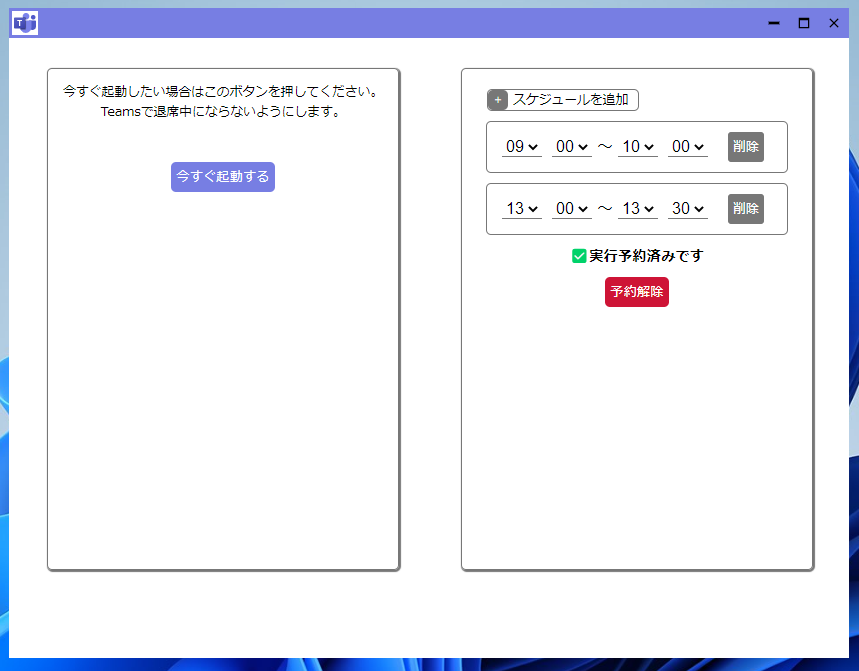 T
今すぐ起動したい場合はこのボタンを押してください。
Teamsで退席中にならないようにします。
今すぐ起動する
+ スケジュールを追加
09 00 ～ 10 00 削除
13 00 ～ 13 30 削除
実行予約済みです
予約解除